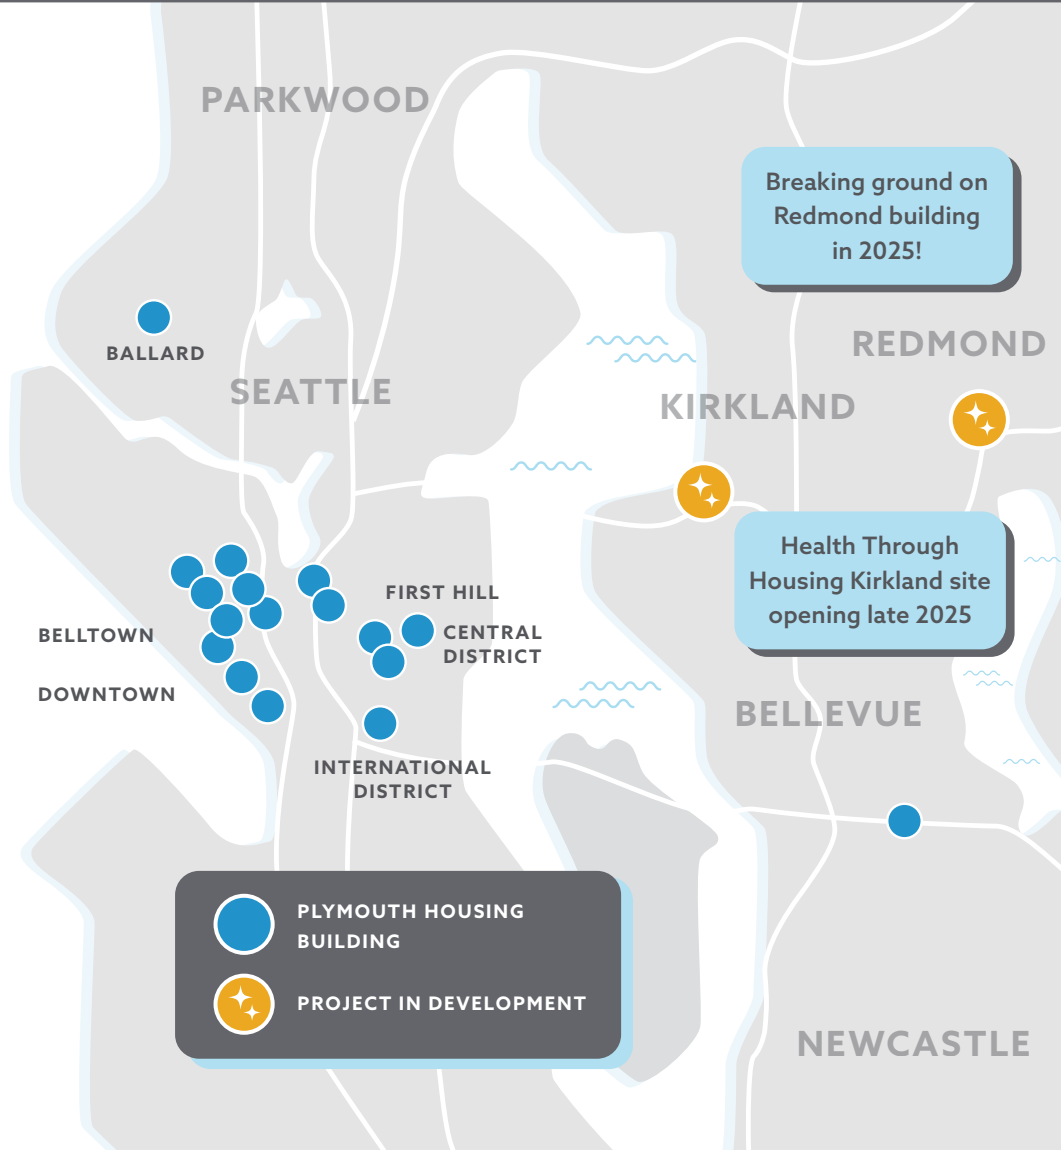 PARKWOOD
Breaking ground on
Redmond building
in 2025!
BALLARD
REDMOND
SEATTLE
KIRKLAND
Health Through
Housing Kirkland site
opening late 2025
FIRST HILL
BELLTOWN
CENTRAL
DISTRICT
DOWNTOWN
BELLEVUE
INTERNATIONAL
DISTRICT
PLYMOUTH HOUSING
BUILDING
PROJECT IN DEVELOPMENT
NEWCASTLE